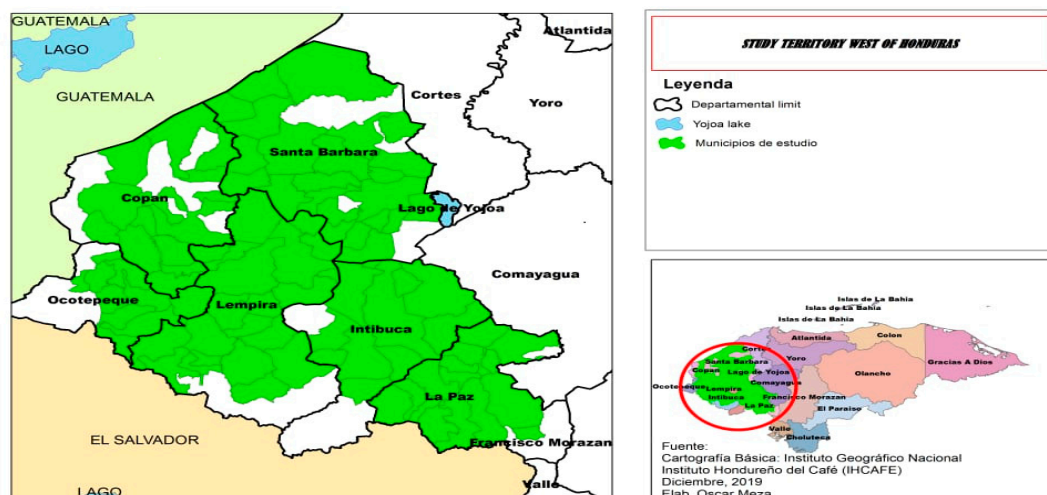 GUATEMALA
LAGO
GUATEMALA
Atlantida
Cortes
Yoro
Santa Barbara
Copan
Lago de Yojoa
Comayagua
Ocotepeque
Lempira
Intibuca
La Paz
EL SALVADOR
Francisco Morazan
Valle
LAGO
STUDY TERRITORY WEST OF HONDURAS
Leyenda
Departamental limit
Yojoa lake
Municipios de estudio
Islas de La Bahia
Islas de La Bahia
Islas de La Bahia
Atlantida
Colon
Cortes
Yoro
Gracias A Dios
Santa Barbara
Copan
Lago de Yojoa
Olancho
Ocotepeque
Lempira
Comayagua
Intibuca
Francisco Morazan
La Paz
El Paraiso
Valle
Choluteca
Fuente:
Cartografía Básica: Instituto Geográfico Nacional
Instituto Hondureño del Café (IHCAFE)
Diciembre, 2019
Elab. Oscar Meza